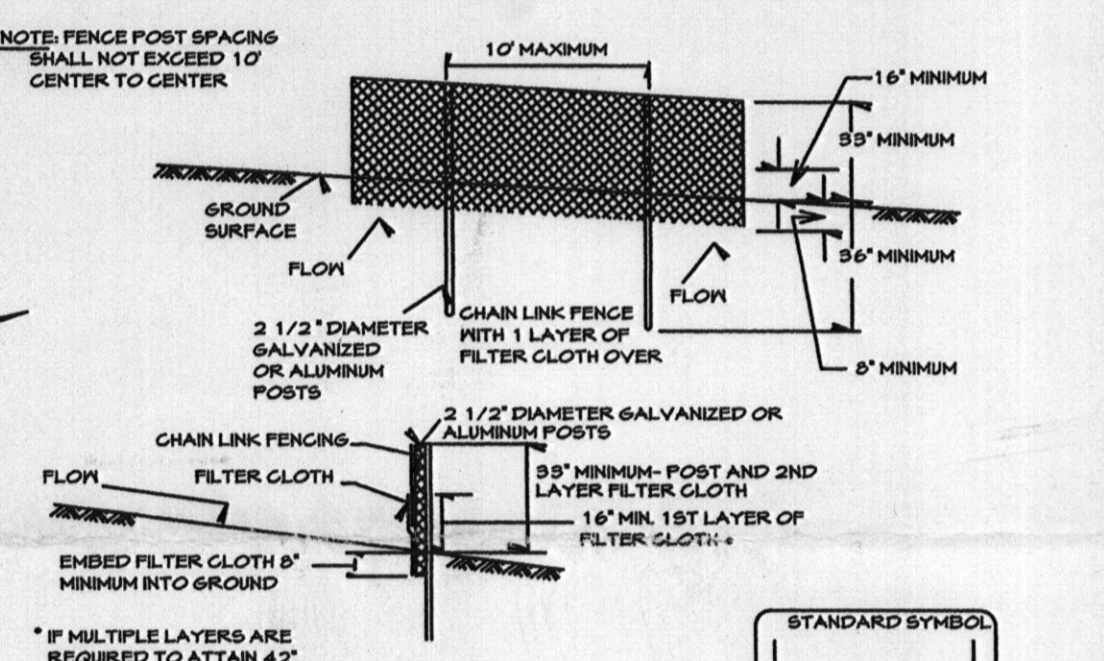 NOTE: FENCE POST SPACING
SHALL NOT EXCEED 10'
CENTER TO CENTER
10' MAXIMUM
16" MINIMUM
33" MINIMUM
GROUND
SURFACE
FLOW
FLOW
36" MINIMUM
8" MINIMUM
2 1/2" DIAMETER
GALVANIZED
OR ALUMINUM
POSTS
CHAIN LINK FENCE
WITH 1 LAYER OF
FILTER CLOTH OVER
2 1/2" DIAMETER GALVANIZED OR
ALUMINUM POSTS
CHAIN LINK FENCING
FLOW
FILTER CLOTH
33" MINIMUM- POST AND 2ND
LAYER FILTER CLOTH
16" MIN. 1ST LAYER OF
FILTER CLOTH *
EMBED FILTER CLOTH 8"
MINIMUM INTO GROUND
* IF MULTIPLE LAYERS ARE
REQUIRED TO ATTAIN 42"
STANDARD SYMBOL